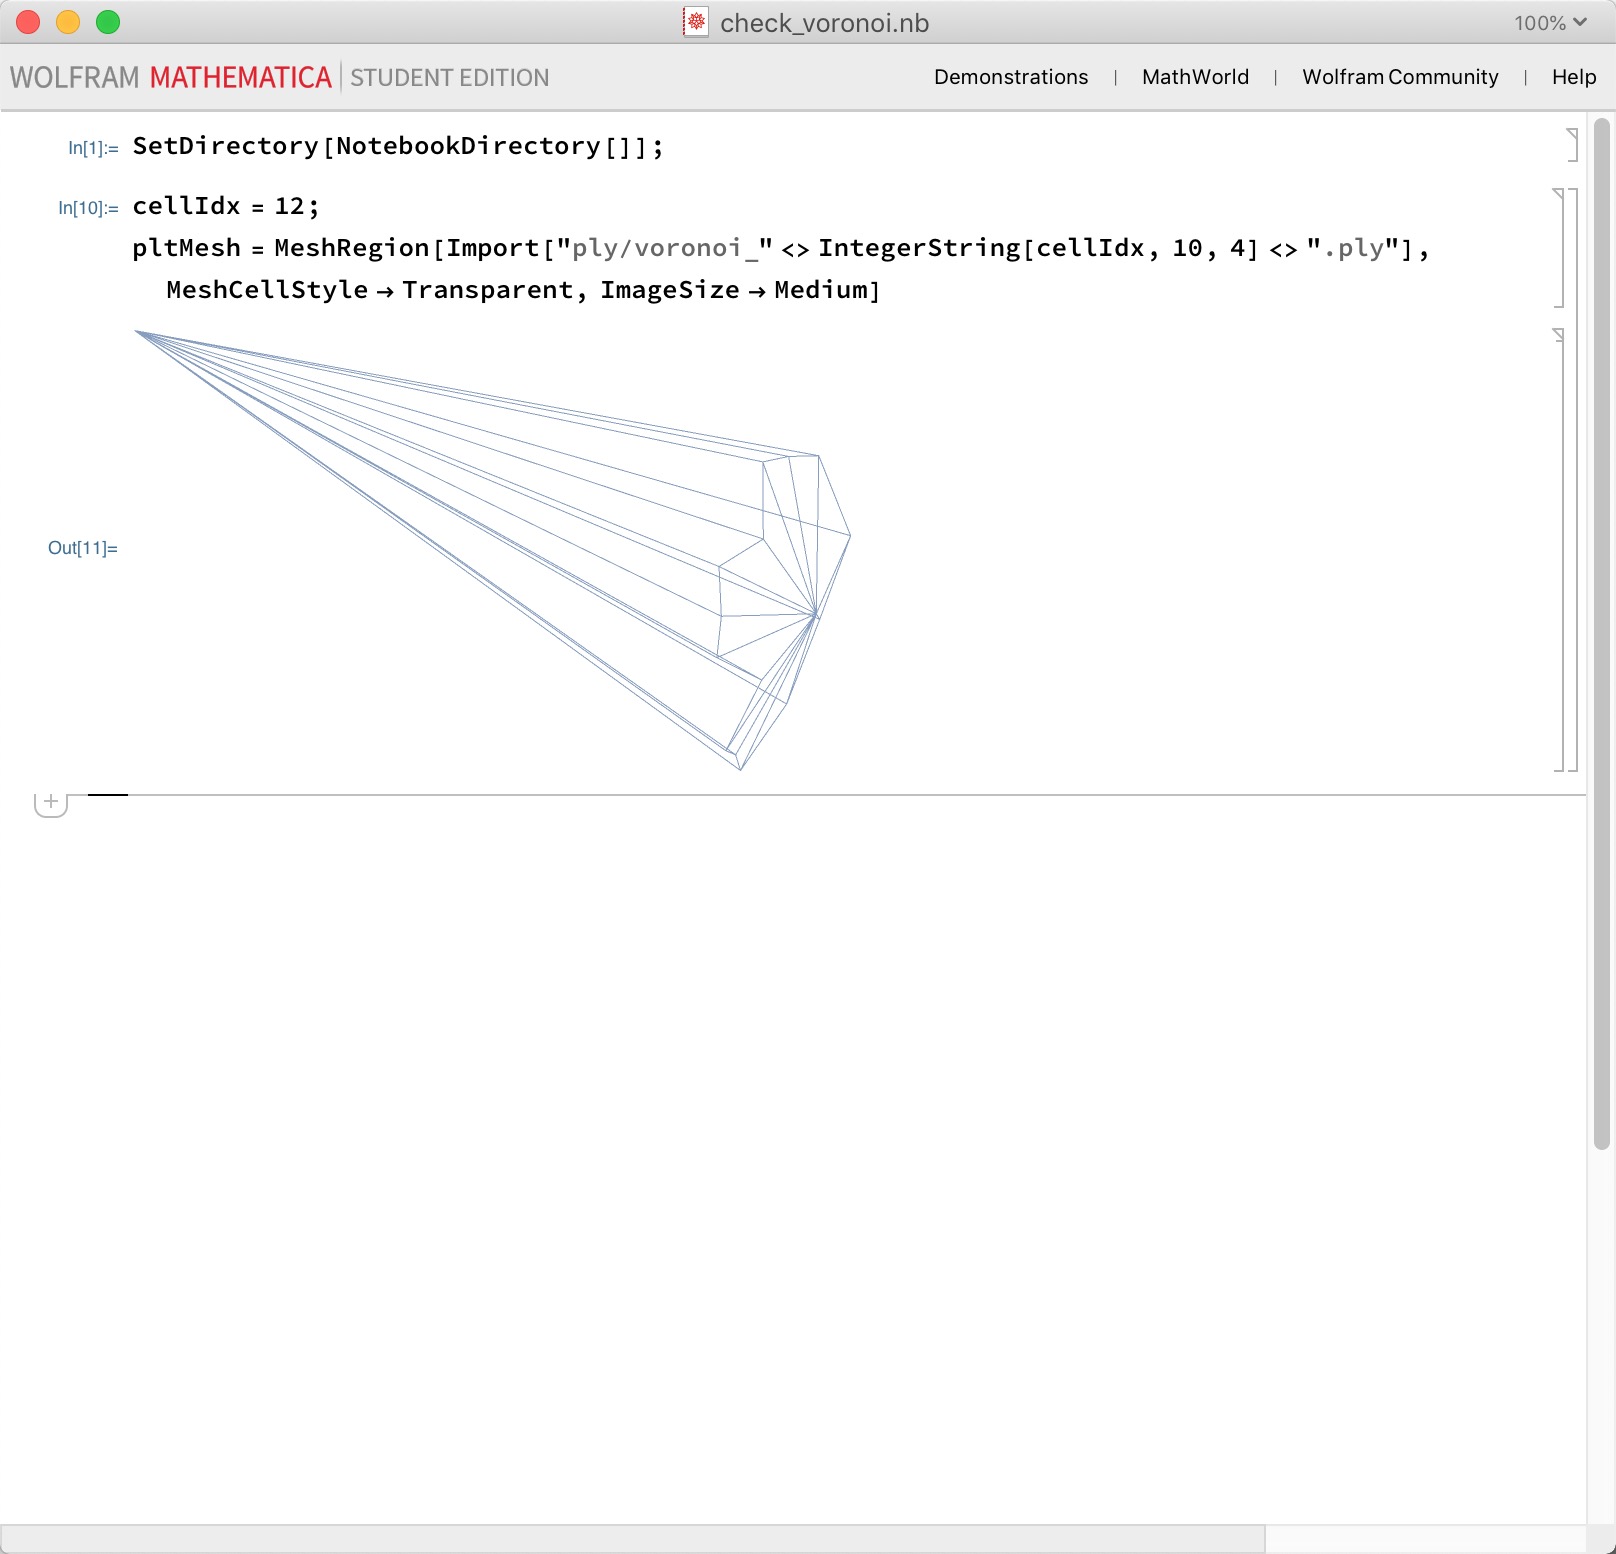 check_voronoi.nb
100%
WOLFRAM MATHEMATICA STUDENT EDITION
Demonstrations | MathWorld | Wolfram Community | Help
In[1]:= SetDirectory[NotebookDirectory[]];
In[10]:= cellIdx = 12;
pltMesh = MeshRegion[Import["ply/voronoi_" <> IntegerString[cellIdx, 10, 4] <> ".ply"],
MeshCellStyle → Transparent, ImageSize → Medium]
Out[11]=